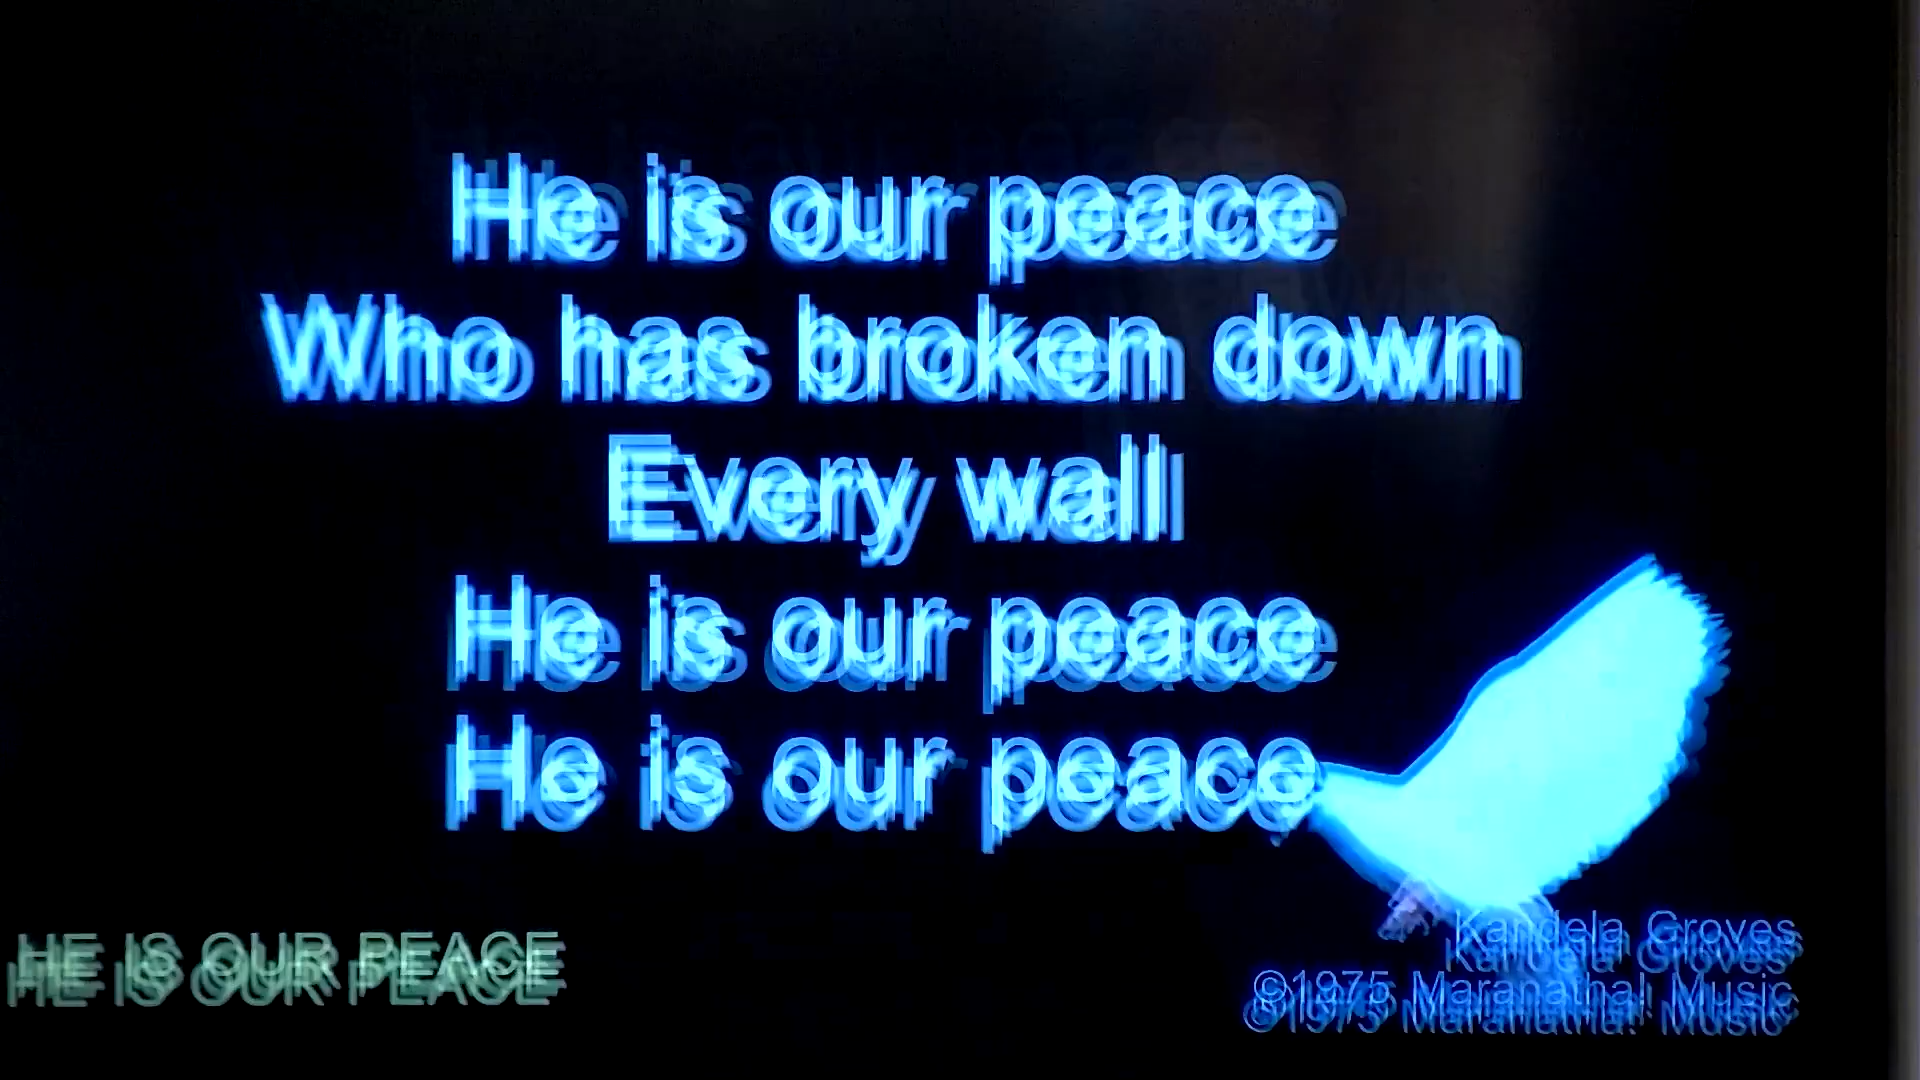 He is our peace
Who has broken down
Every wall
He is our peace
He is our peace
HE IS OUR PEACE
Kandela Groves
©1975 Maranatha! Music